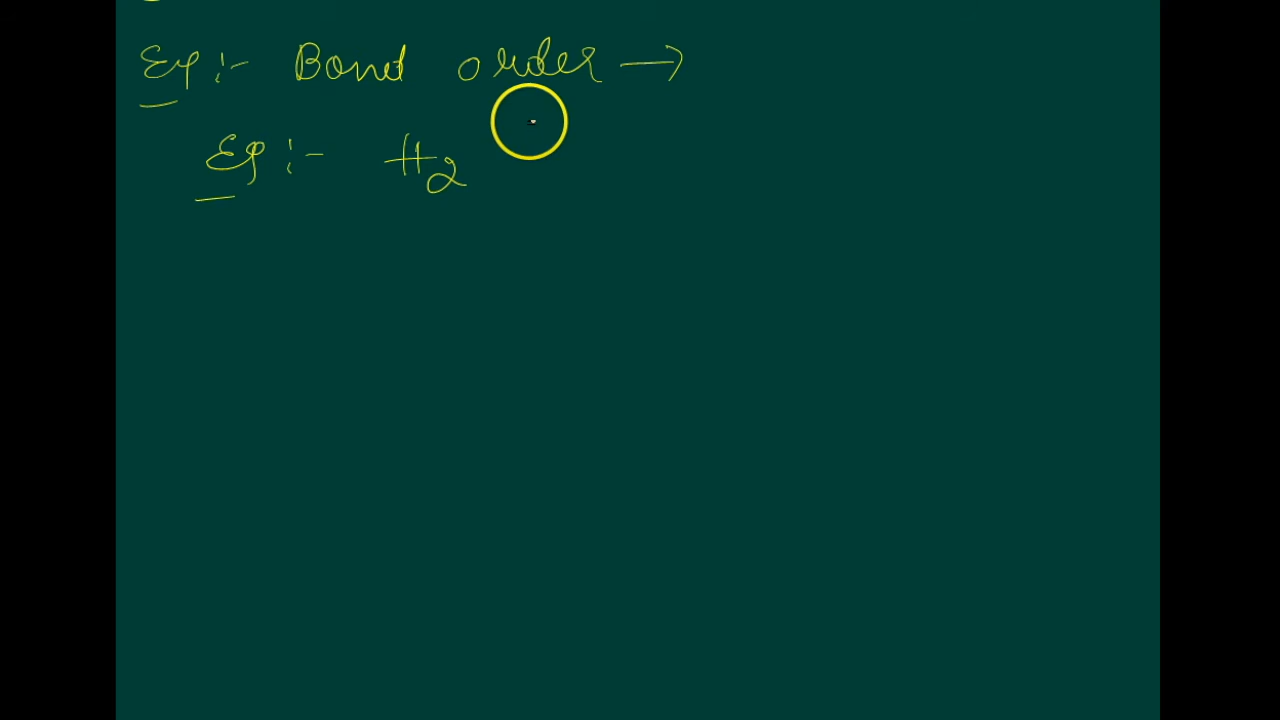 Eg :- Bond order →
Eg :- H₂